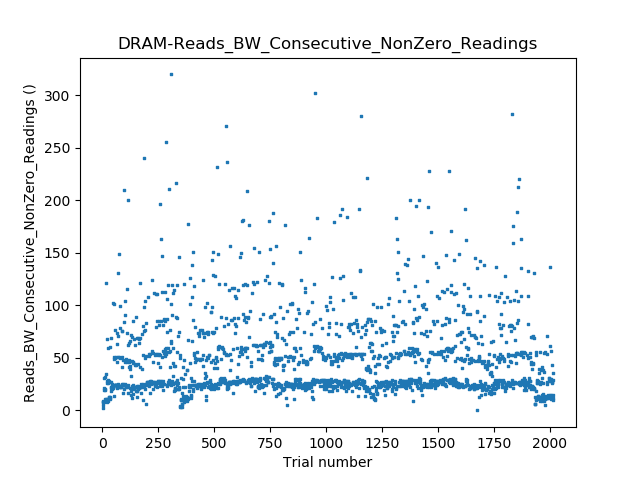 DRAM-Reads_BW_Consecutive_NonZero_Readings
Reads_BW_Consecutive_NonZero_Readings ()
300
250
200
150
100
50
0
0 250 500 750 1000 1250 1500 1750 2000
Trial number